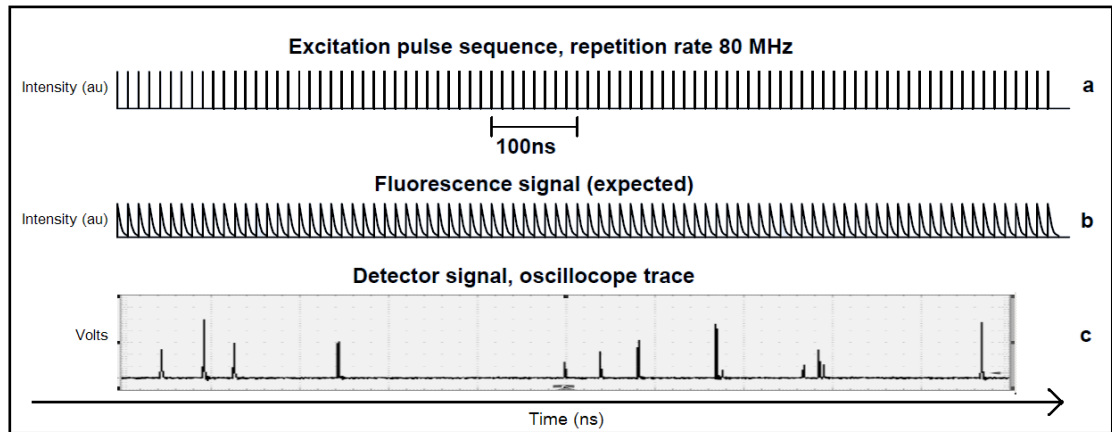 Excitation pulse sequence, repetition rate 80 MHz
Intensity (au)
a
100ns
Fluorescence signal (expected)
Intensity (au)
b
Detector signal, oscillocope trace
Volts
c
Time (ns)